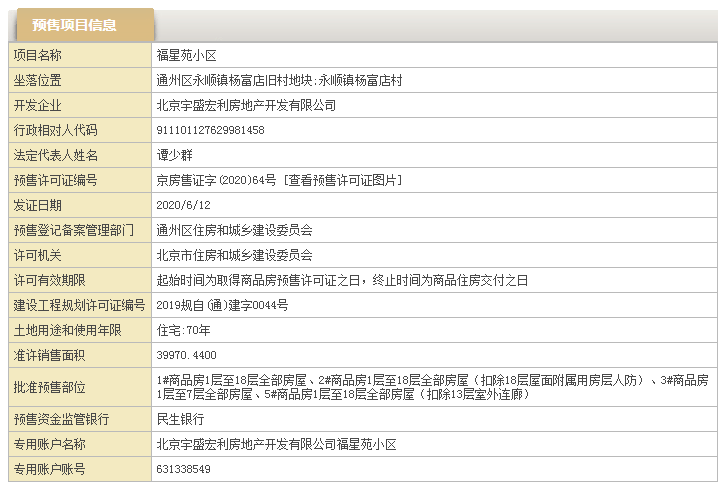 预售项目信息
项目名称 福星苑小区
坐落位置 通州区永顺镇杨富店旧村地块;永顺镇杨富店村
开发企业 北京宇盛宏利房地产开发有限公司
行政相对人代码 911101127629981458
法定代表人姓名 谭少群
预售许可证编号 京房售证字(2020)64号 [查看预售许可证图片]
发证日期 2020/6/12
预售登记备案管理部门 通州区住房和城乡建设委员会
许可机关 北京市住房和城乡建设委员会
许可有效期限 起始时间为取得商品房预售许可证之日，终止时间为商品住房交付之日
建设工程规划许可证编号 2019规自(通)建字0044号
土地用途和使用年限 住宅:70年
准许销售面积 39970.4400
批准预售部位 1#商品房1层至18层全部房屋、2#商品房1层至18层全部房屋（扣除18层屋面附属用房层人防）、3#商品房
1层至7层全部房屋、5#商品房1层至18层全部房屋（扣除13层室外连廊）
预售资金监管银行 民生银行
专用账户名称 北京宇盛宏利房地产开发有限公司福星苑小区
专用账户账号 631338549